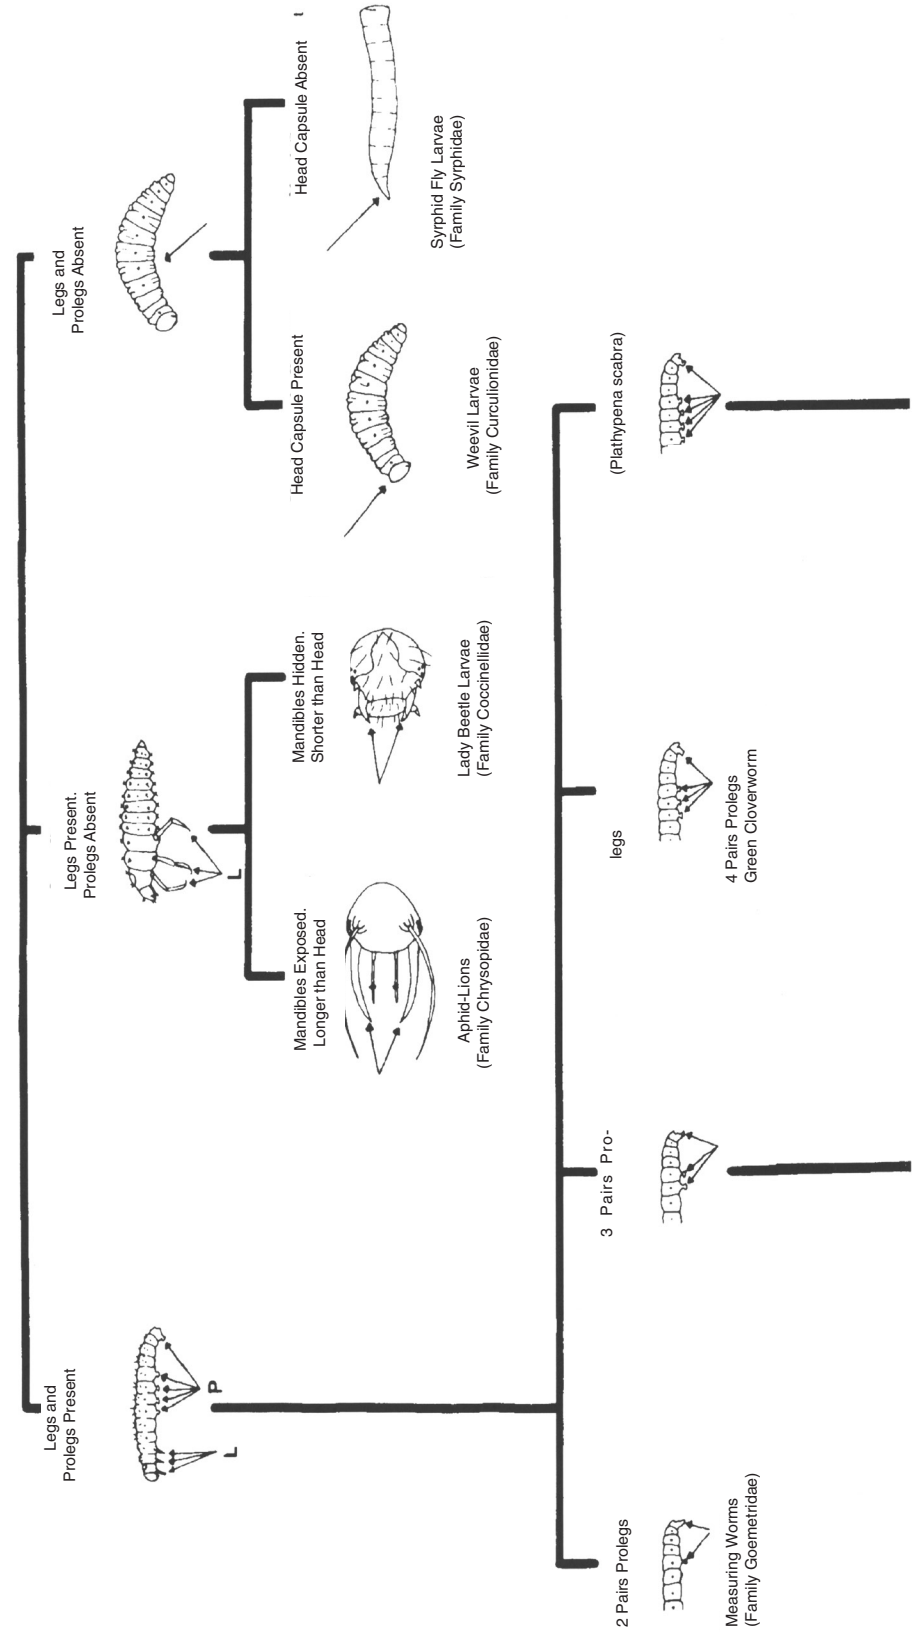 Legs and
Prolegs Present
L
P
Legs Present.
Prolegs Absent
L
Legs and
Prolegs Absent
Mandibles Exposed.
Longer than Head
Aphid-Lions
(Family Chrysopidae)
Mandibles Hidden.
Shorter than Head
Lady Beetle Larvae
(Family Coccinellidae)
Head Capsule Present
Weevil Larvae
(Family Curculionidae)
Head Capsule Absent
t
Syrphid Fly Larvae
(Family Syrphidae)
2 Pairs Prolegs
Measuring Worms
(Family Goemetridae)
3 Pairs Pro-
legs
4 Pairs Prolegs
Green Cloverworm
(Plathypena scabra)